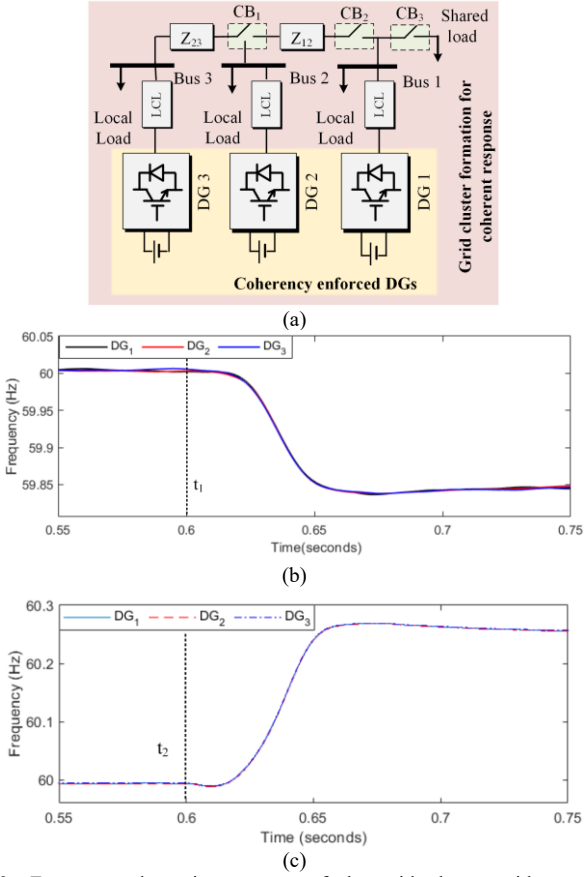 CB1 CB2 CB3 Shared load
Z23 Z12
Bus 3 Bus 2 Bus 1
LCL LCL LCL
Local Load Local Load Local Load
DG 3 DG 2 DG 1
Coherency enforced DGs
Grid cluster formation for
coherent response
(a)
60.05
DG1 DG2 DG3
60
59.95
59.9
59.85
Frequency (Hz)
t1
0.55 0.6 0.65 0.7 0.75
Time(seconds)
(b)
60.3
DG1 DG2 DG3
60.2
60.1
60
Frequency (Hz)
t2
0.55 0.6 0.65 0.7 0.75
Time (seconds)
(c)